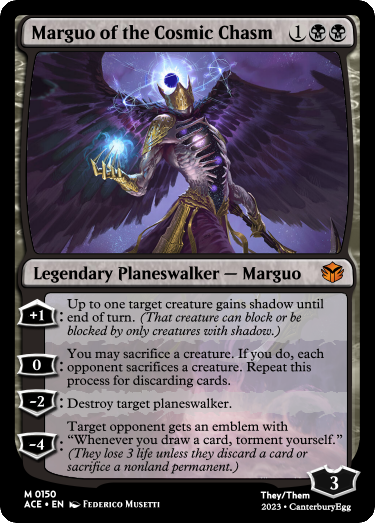 Marguo of the Cosmic Chasm 1
Legendary Planeswalker — Marguo
+1: Up to one target creature gains shadow until
end of turn. (That creature can block or be
blocked by only creatures with shadow.)
0: You may sacrifice a creature. If you do, each
opponent sacrifices a creature. Repeat this
process for discarding cards.
-2: Destroy target planeswalker.
-4: Target opponent gets an emblem with
“Whenever you draw a card, torment yourself.”
(They lose 3 life unless they discard a card or
sacrifice a nonland permanent.)
3
M 0150
ACE • EN Federico Musetti
They/Them
2023 • CanterburyEgg